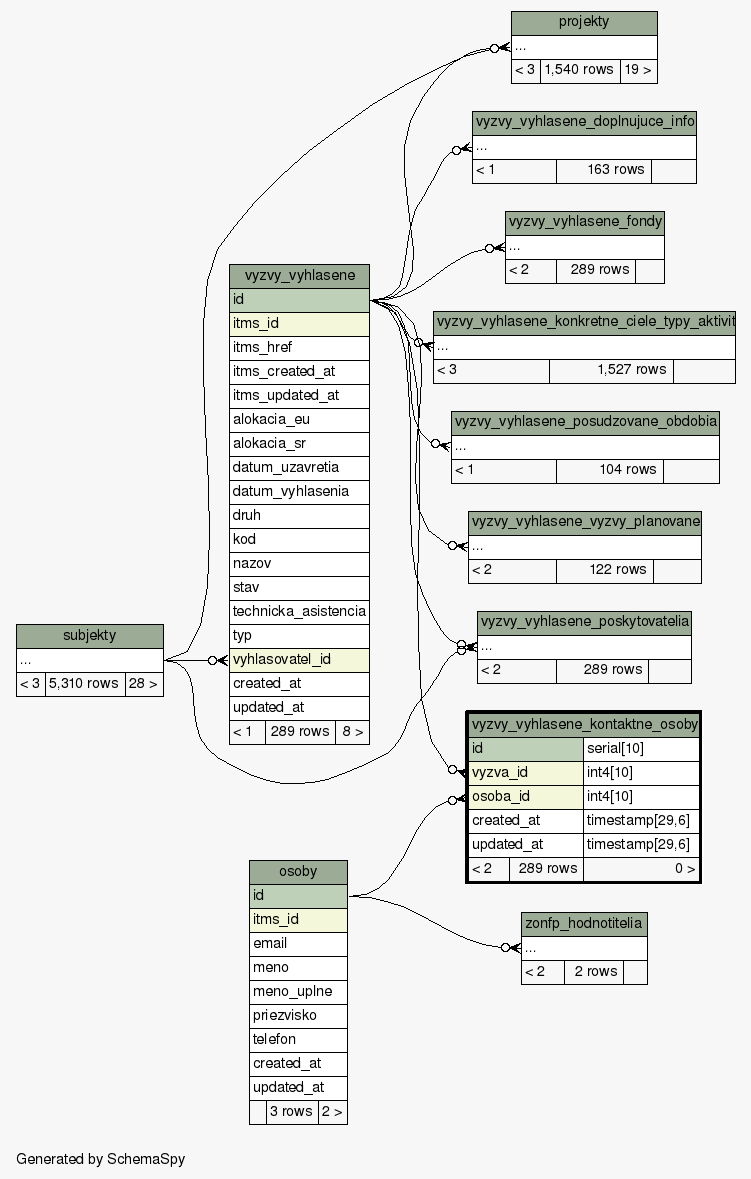 projekty
...
< 3 1,540 rows 19 >
vyzvy_vyhlasene_doplnujuce_info
...
< 1 163 rows
vyzvy_vyhlasene_fondy
...
< 2 289 rows
vyzvy_vyhlasene_konkretne_ciele_typy_aktivit
...
< 3 1,527 rows
vyzvy_vyhlasene_posudzovane_obdobia
...
< 1 104 rows
vyzvy_vyhlasene_vyzvy_planovane
...
< 2 122 rows
vyzvy_vyhlasene_poskytovatelia
...
< 2 289 rows
vyzvy_vyhlasene
id
itms_id
itms_href
itms_created_at
itms_updated_at
alokacia_eu
alokacia_sr
datum_uzavretia
datum_vyhlasenia
druh
kod
nazov
stav
technicka_asistencia
typ
vyhlasovatel_id
created_at
updated_at
< 1 289 rows 8 >
subjekty
...
< 3 5,310 rows 28 >
vyzvy_vyhlasene_kontaktne_osoby
id serial[10]
vyzva_id int4[10]
osoba_id int4[10]
created_at timestamp[29,6]
updated_at timestamp[29,6]
< 2 289 rows 0 >
osoby
id
itms_id
email
meno
meno_uplne
priezvisko
telefon
created_at
updated_at
3 rows 2 >
zonfp_hodnotitelia
...
< 2 2 rows
Generated by SchemaSpy